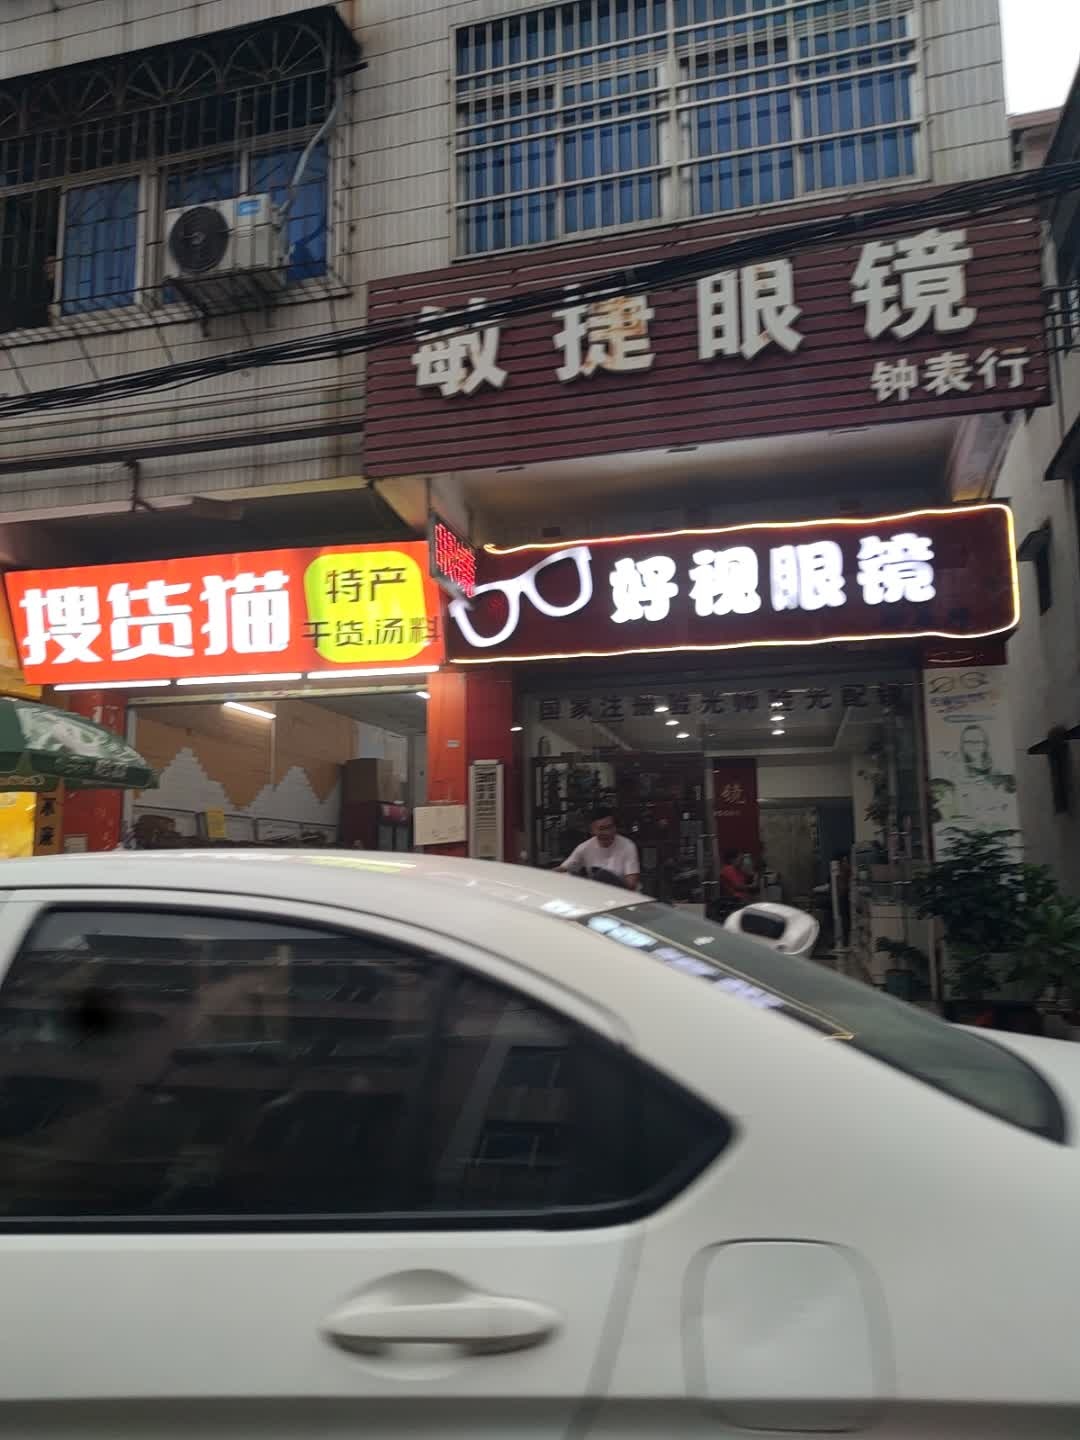 敏捷眼镜
钟表行
搜货猫
特产
干货,汤料
好视眼镜
国家注册验光师验光配镜
镜